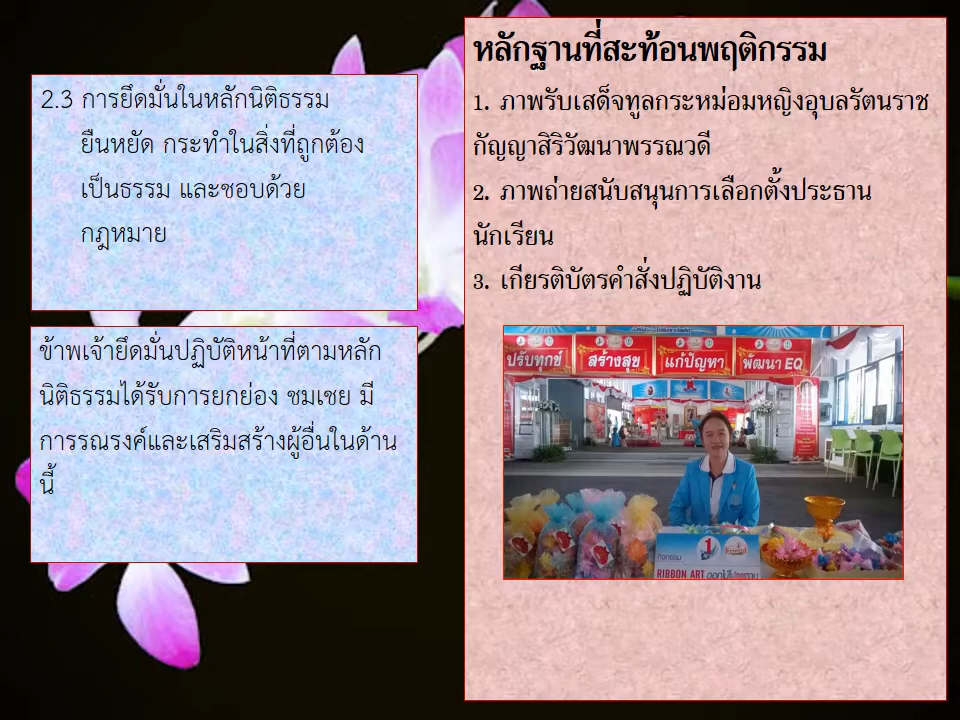 2.3 การยึดมั่นในหลักนิติธรรม
ยืนหยัด กระทำในสิ่งที่ถูกต้อง
เป็นธรรม และชอบด้วย
กฎหมาย
ข้าพเจ้ายึดมั่นปฏิบัติหน้าที่ตามหลัก
นิติธรรมได้รับการยกย่อง ชมเชย มี
การรณรงค์และเสริมสร้างผู้อื่นในด้าน
นี้
หลักฐานที่สะท้อนพฤติกรรม
1. ภาพรับเสด็จทูลกระหม่อมหญิงอุบลรัตนราช
กัญญาสิริวัฒนาพรรณวดี
2. ภาพถ่ายสนับสนุนการเลือกตั้งประธาน
นักเรียน
3. เกียรติบัตรคำสั่งปฏิบัติงาน
ปรับทุกข์ สร้างสุข แก้ปัญหา พัฒนา EQ
กิจกรรม
1
RIBBON ART